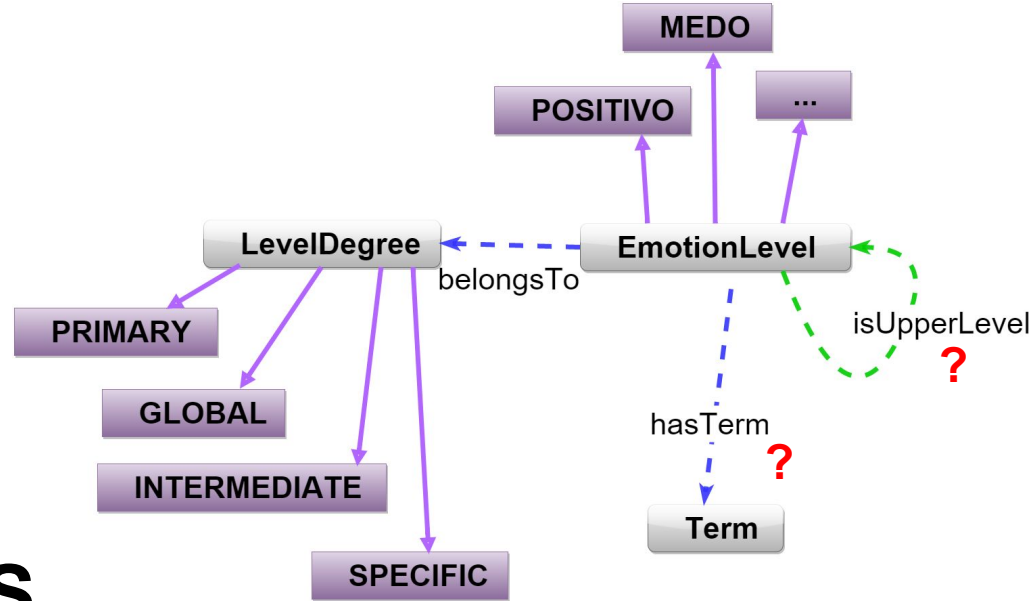 MEDO
...
POSITIVO
LevelDegree
EmotionLevel
belongsTo
PRIMARY
isUpperLevel
?
GLOBAL
hasTerm
?
INTERMEDIATE
Term
SPECIFIC
s